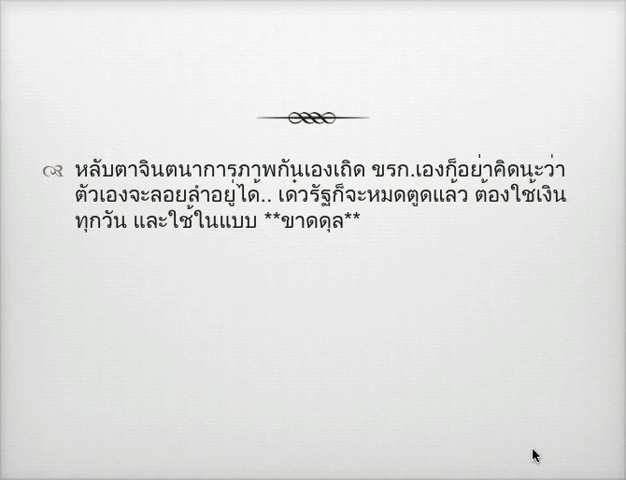 หลับตาจินตนาการภาพกันเองเถิด ขรก.เองก็อย่าคิดนะว่า
ตัวเองจะลอยลำอยู่ได้.. เดวรัฐก็จะหมดตูดแล้ว ต้องใช้เงิน
ทุกวัน และใช้ในแบบ **ขาดดุล**